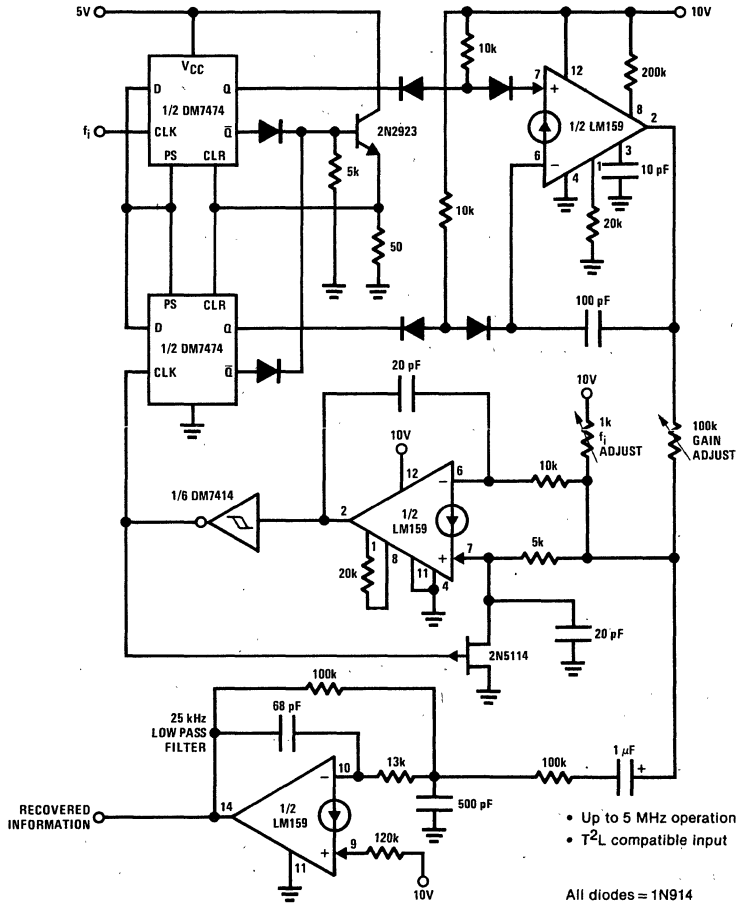 5V
10V
VCC
10k
12
200k
D
Q
7
8
1/2 DM7474
+
2
fi
CLK
Q̅
2N2923
1/2 LM159
6
−
3
PS
CLR
5k
4
1
10 pF
10k
20k
50
PS
CLR
100 pF
D
Q
1/2 DM7474
20 pF
10V
CLK
Q̅
1k
fi
ADJUST
100k
GAIN
ADJUST
10V
12
6
−
10k
1/6 DM7414
2
1/2
LM159
5k
1
8
+
7
20k
11
4
2N5114
20 pF
100k
68 pF
25 kHz
LOW PASS
FILTER
1 µF
+
10
−
13k
100k
RECOVERED
INFORMATION
14
1/2
LM159
500 pF
• Up to 5 MHz operation
+
9
120k
• T²L compatible input
11
10V
All diodes = 1N914